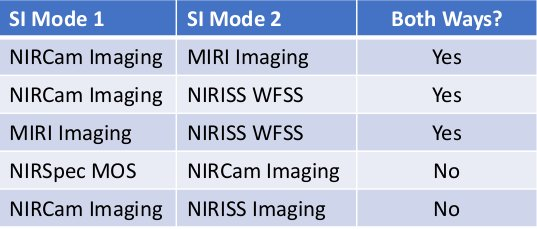 SI Mode 1 SI Mode 2 Both Ways?
NIRCam Imaging MIRI Imaging Yes
NIRCam Imaging NIRISS WFSS Yes
MIRI Imaging NIRISS WFSS Yes
NIRSpec MOS NIRCam Imaging No
NIRCam Imaging NIRISS Imaging No